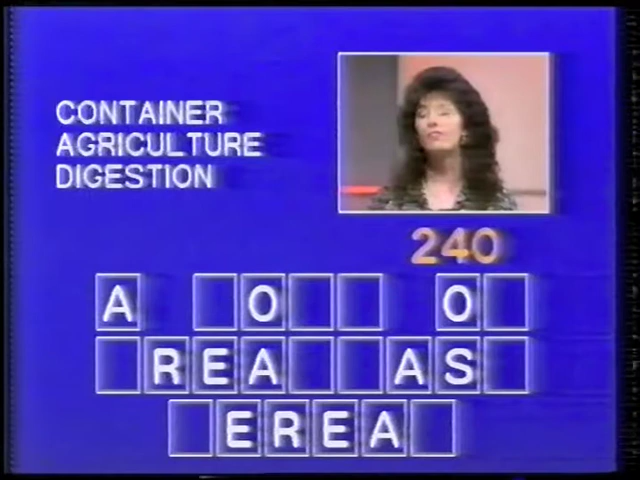 CONTAINER
AGRICULTURE
DIGESTION
240
A O O
REA AS
EREA